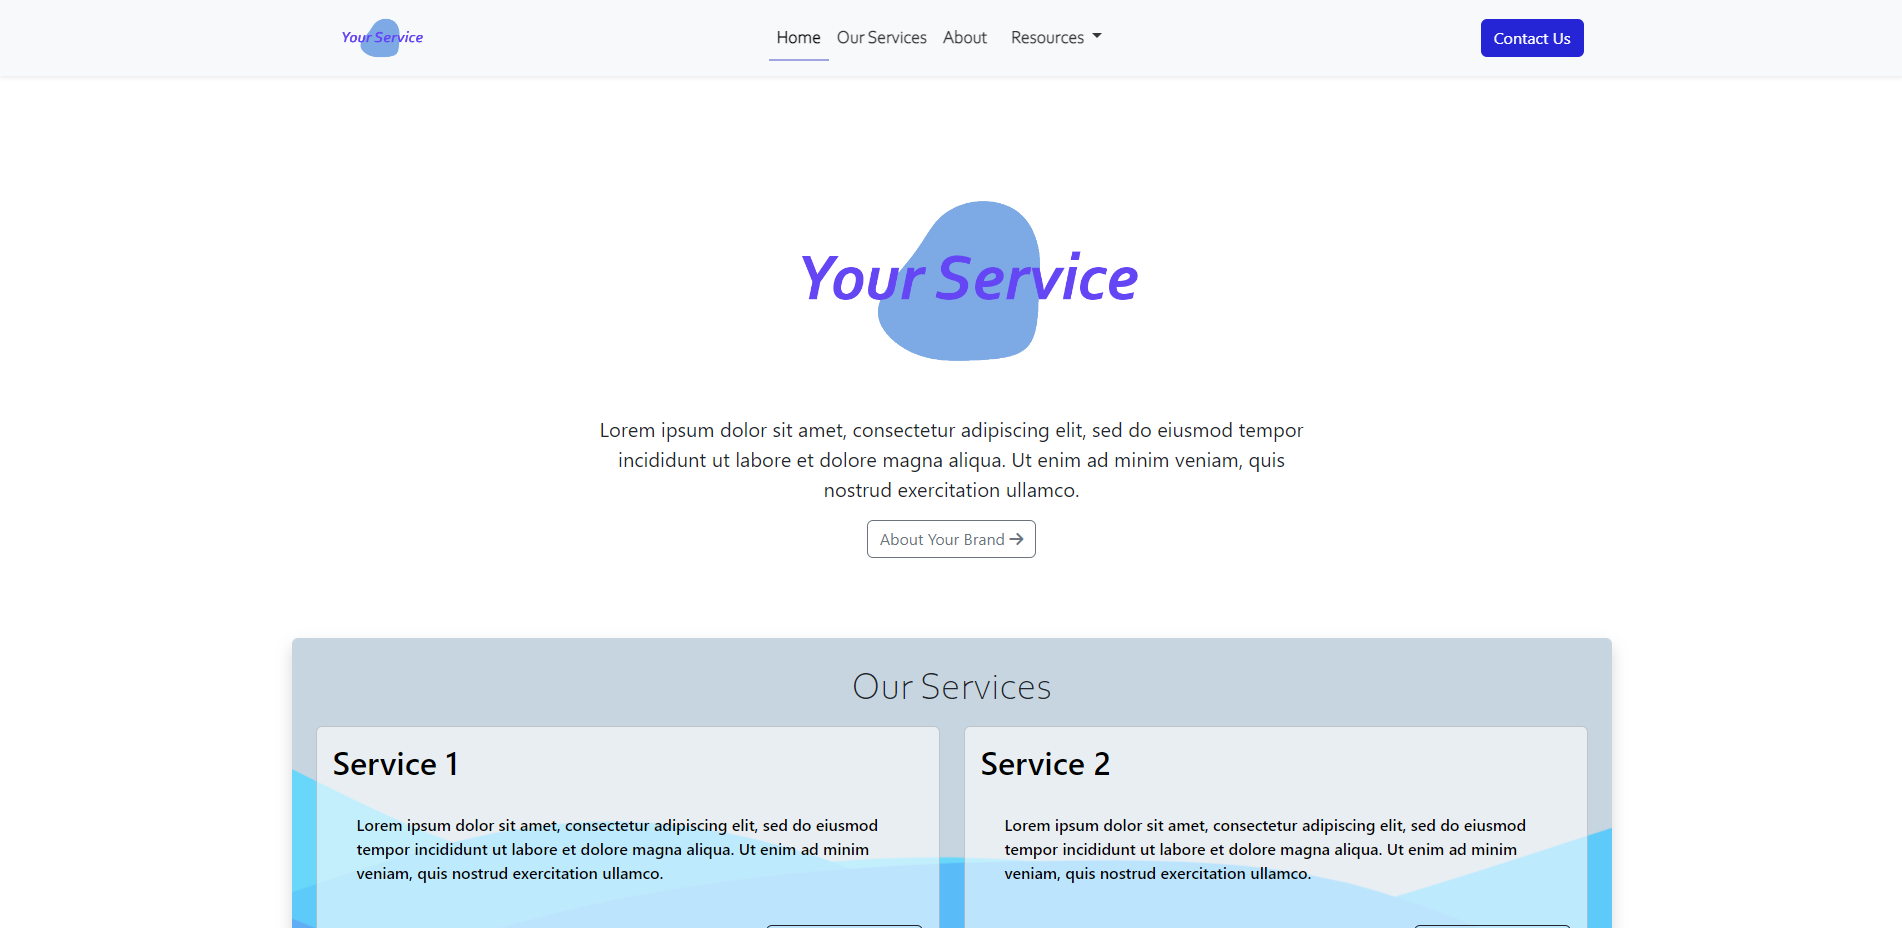 Your Service
Home Our Services About Resources
Contact Us
Your Service
Lorem ipsum dolor sit amet, consectetur adipiscing elit, sed do eiusmod tempor
incididunt ut labore et dolore magna aliqua. Ut enim ad minim veniam, quis
nostrud exercitation ullamco.
About Your Brand
Our Services
Service 1
Lorem ipsum dolor sit amet, consectetur adipiscing elit, sed do eiusmod
tempor incididunt ut labore et dolore magna aliqua. Ut enim ad minim
veniam, quis nostrud exercitation ullamco.
Service 2
Lorem ipsum dolor sit amet, consectetur adipiscing elit, sed do eiusmod
tempor incididunt ut labore et dolore magna aliqua. Ut enim ad minim
veniam, quis nostrud exercitation ullamco.